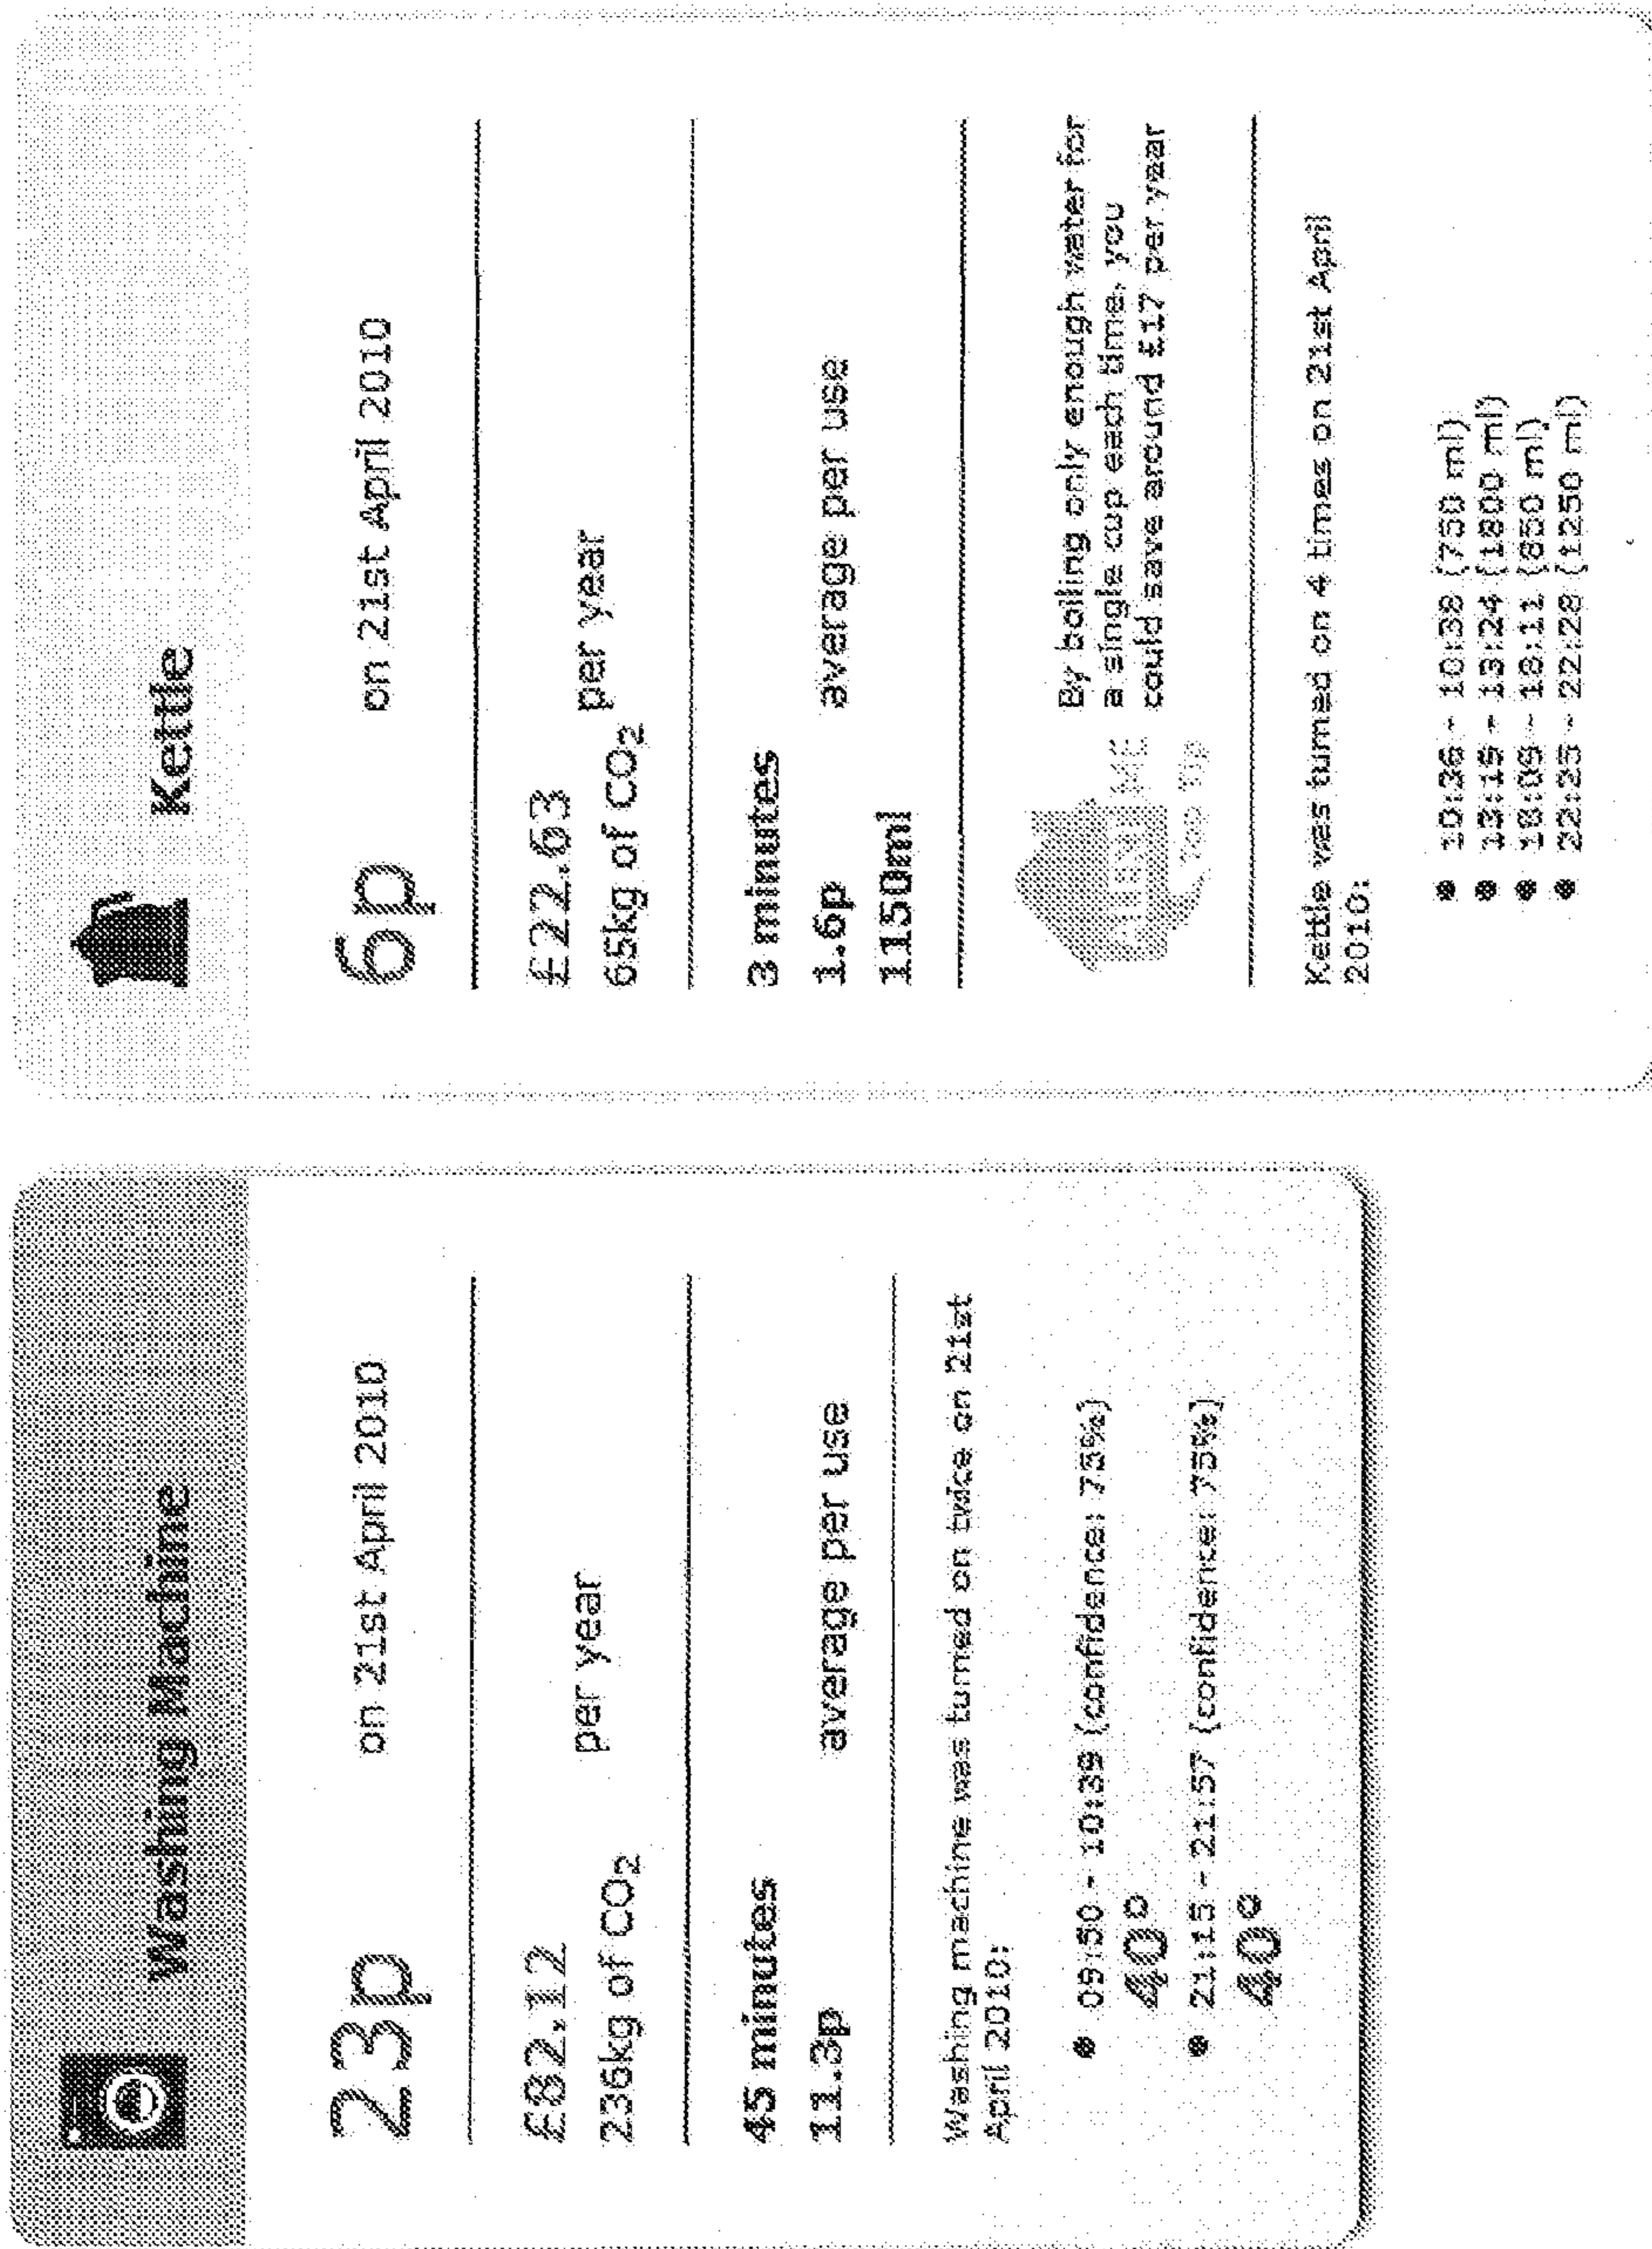 Washing Machine
23p on 21st April 2010
£82.12
per year
236kg of CO₂
45 minutes
11.3p average per use
Washing machine was turned on twice on 21st
April 2010:
• 09:50 - 10:39 (confidence: 75%)
40°
• 21:15 - 21:57 (confidence: 75%)
40°
Kettle
6p on 21st April 2010
£22.63
per year
65kg of CO₂
3 minutes
1.6p average per use
1150ml
ALERTME
Top Tip
By boiling only enough water for
a single cup each time, you
could save around £17 per year
Kettle was turned on 4 times on 21st April
2010:
• 10:36 - 10:38 (750 ml)
• 13:19 - 13:24 (1800 ml)
• 18:09 - 18:11 (850 ml)
• 22:25 - 22:28 (1250 ml)